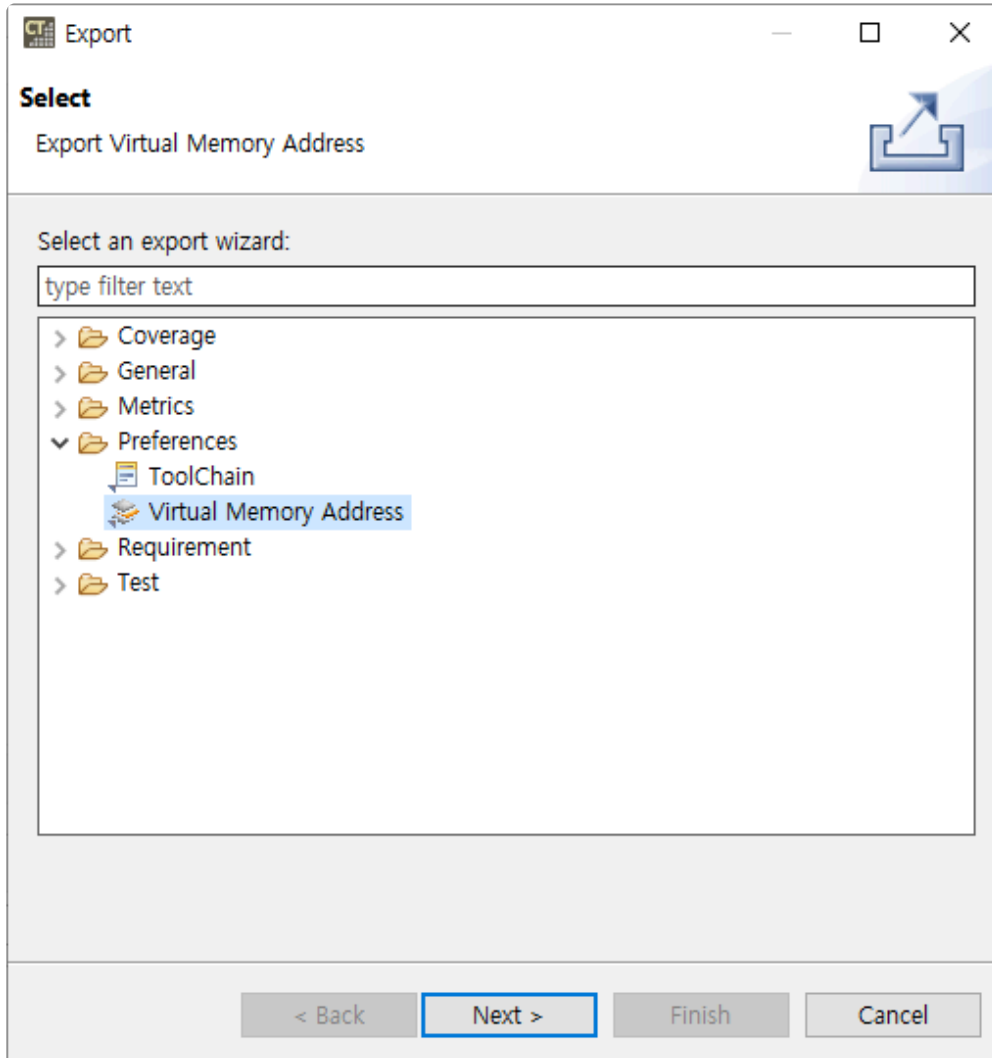 CT Export
Select
Export Virtual Memory Address
Select an export wizard:
type filter text
Coverage
General
Metrics
Preferences
ToolChain
Virtual Memory Address
Requirement
Test
< Back Next > Finish Cancel